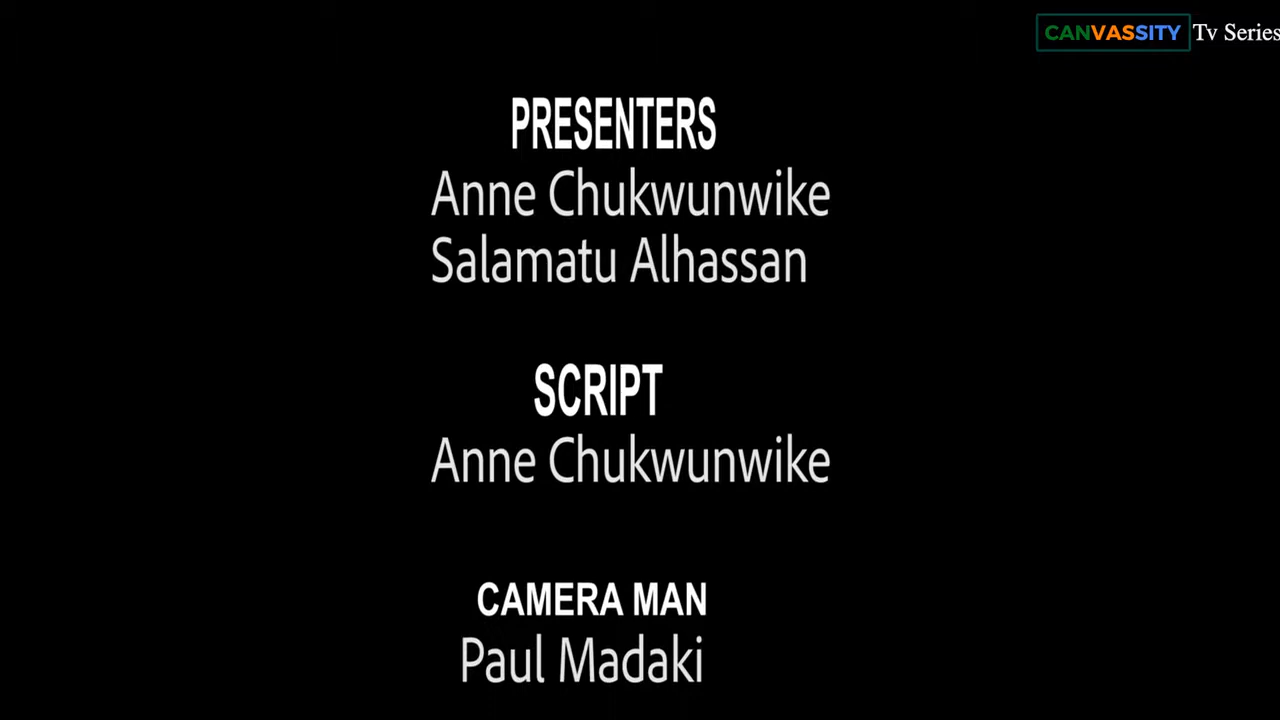 CANVASSITY Tv Series
PRESENTERS
Anne Chukwunwike
Salamatu Alhassan
SCRIPT
Anne Chukwunwike
CAMERA MAN
Paul Madaki